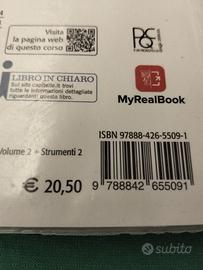 Visita
la pagina web
di questo corso
LIBRO IN CHIARO
Sul sito capitello.it trovi
tutte le informazioni dettagliate
riguardanti questo libro.
MyRealBook
ISBN 97888-426-5509-1
Volume 2 + Strumenti 2
€ 20,50
9 788842 655091
subito